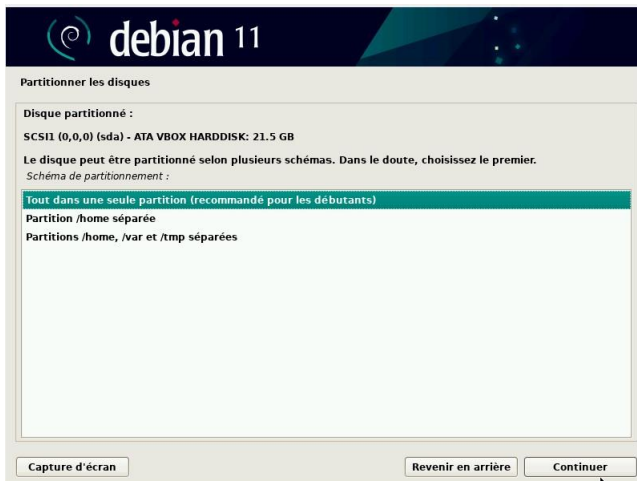 debian 11
Partitionner les disques
Disque partitionné :
SCSI1 (0,0,0) (sda) - ATA VBOX HARDDISK: 21.5 GB
Le disque peut être partitionné selon plusieurs schémas. Dans le doute, choisissez le premier.
Schéma de partitionnement :
Tout dans une seule partition (recommandé pour les débutants)
Partition /home séparée
Partitions /home, /var et /tmp séparées
Capture d'écran Revenir en arrière Continuer